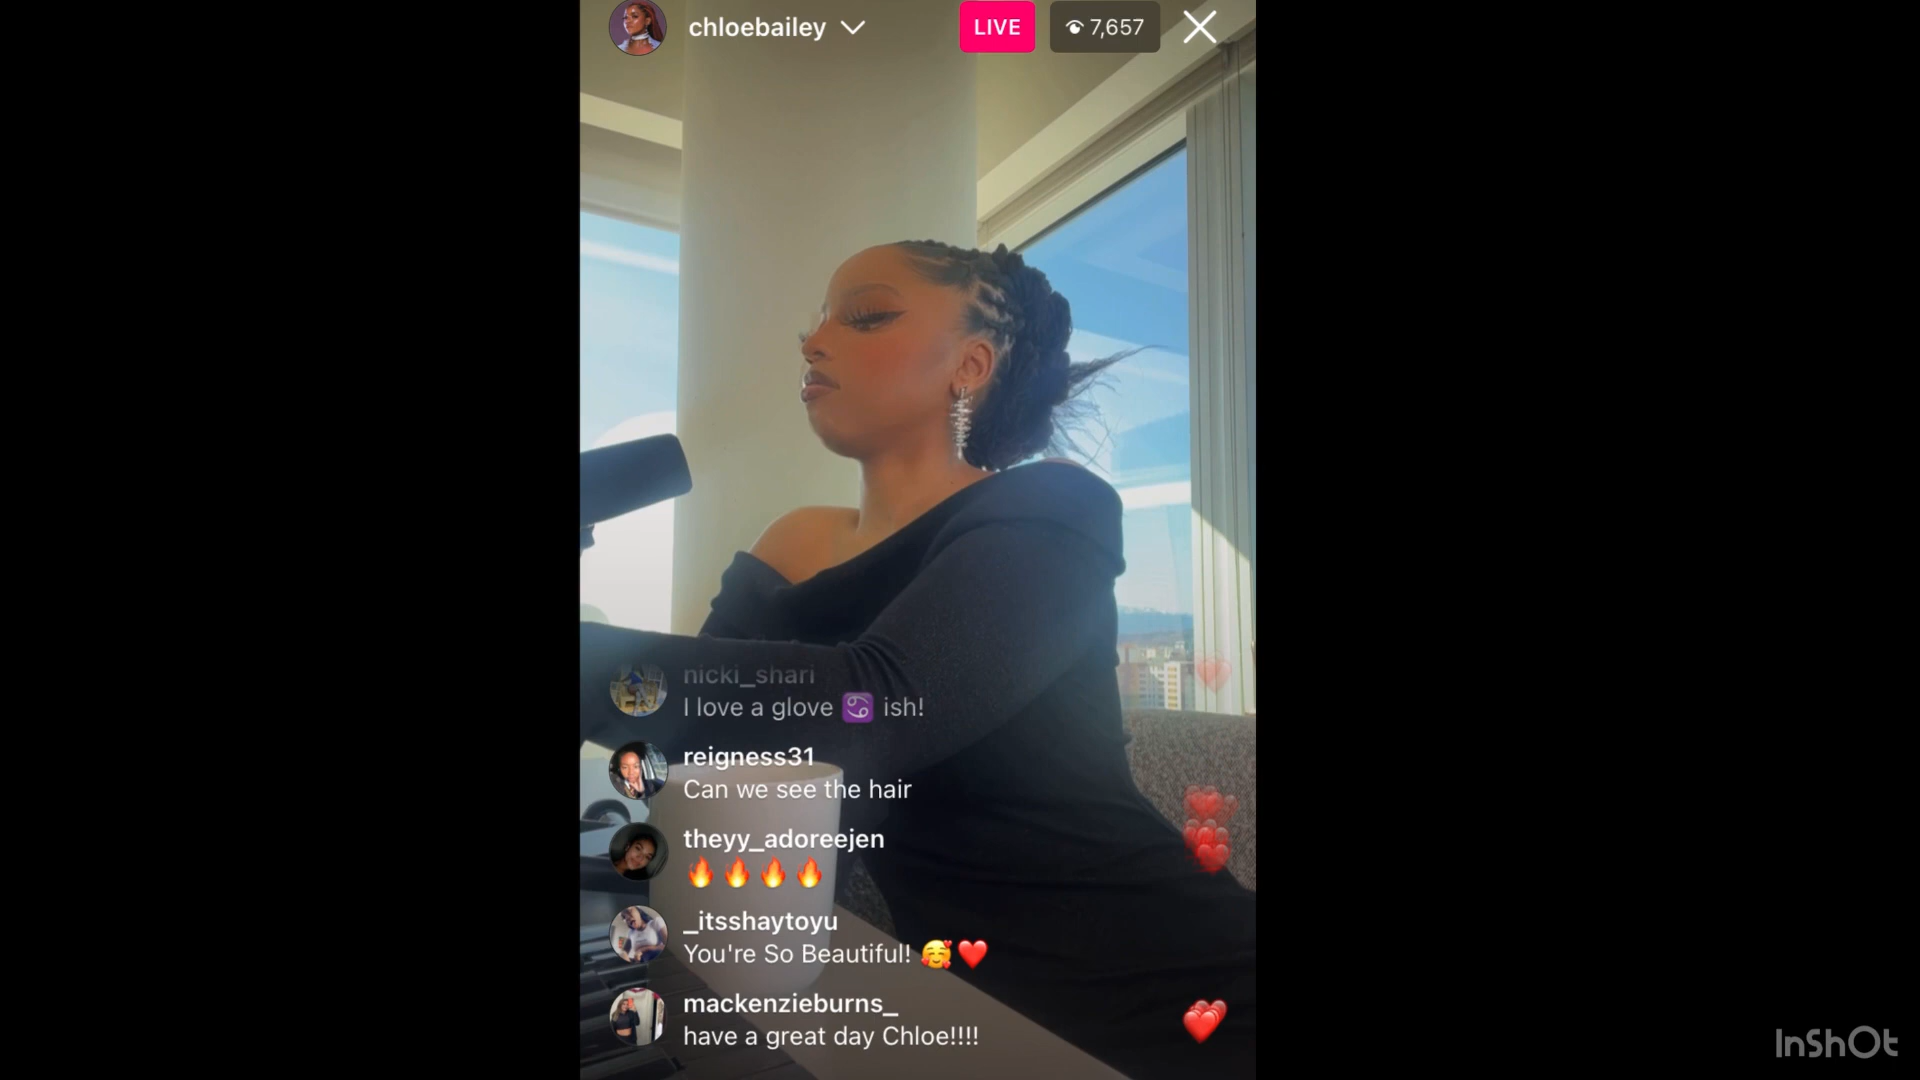 chloebailey
LIVE
7,657
nicki_shari
I love a glove ♋ ish!
reigness31
Can we see the hair
theyy_adoreejen
🔥🔥🔥🔥
_itsshaytoyu
You're So Beautiful! 🥰❤️
mackenzieburns_
have a great day Chloe!!!!
InShOt